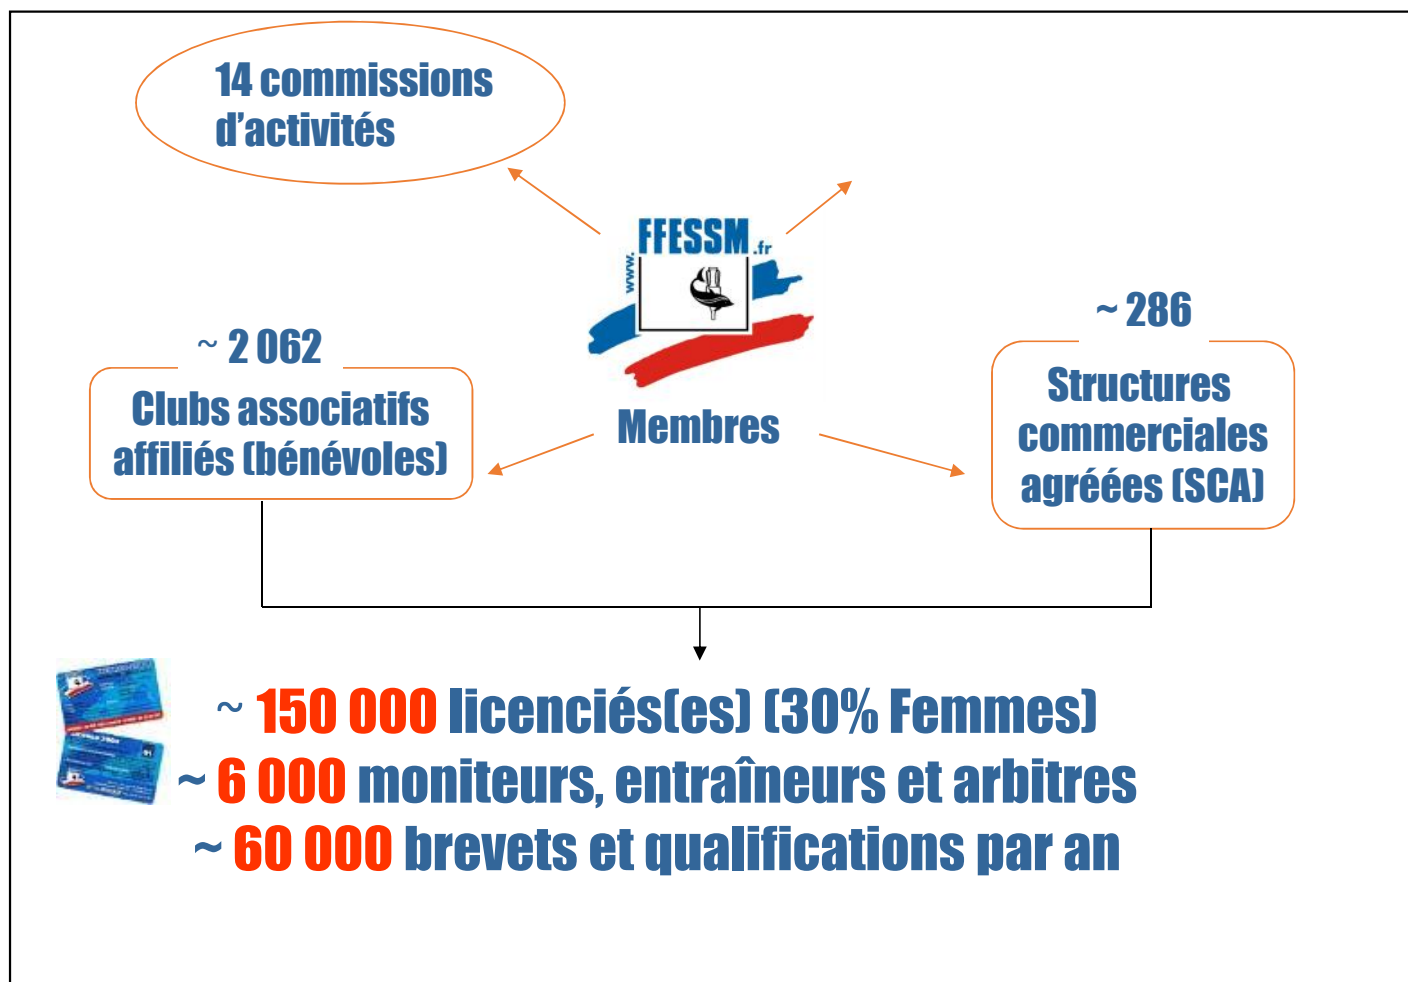 14 commissions
d’activités
www.
FFESSM
.fr
~ 2 062
~ 286
Clubs associatifs
affiliés (bénévoles)
Membres
Structures
commerciales
agréées (SCA)
~ 150 000 licenciés(es) (30% Femmes)
~ 6 000 moniteurs, entraîneurs et arbitres
~ 60 000 brevets et qualifications par an